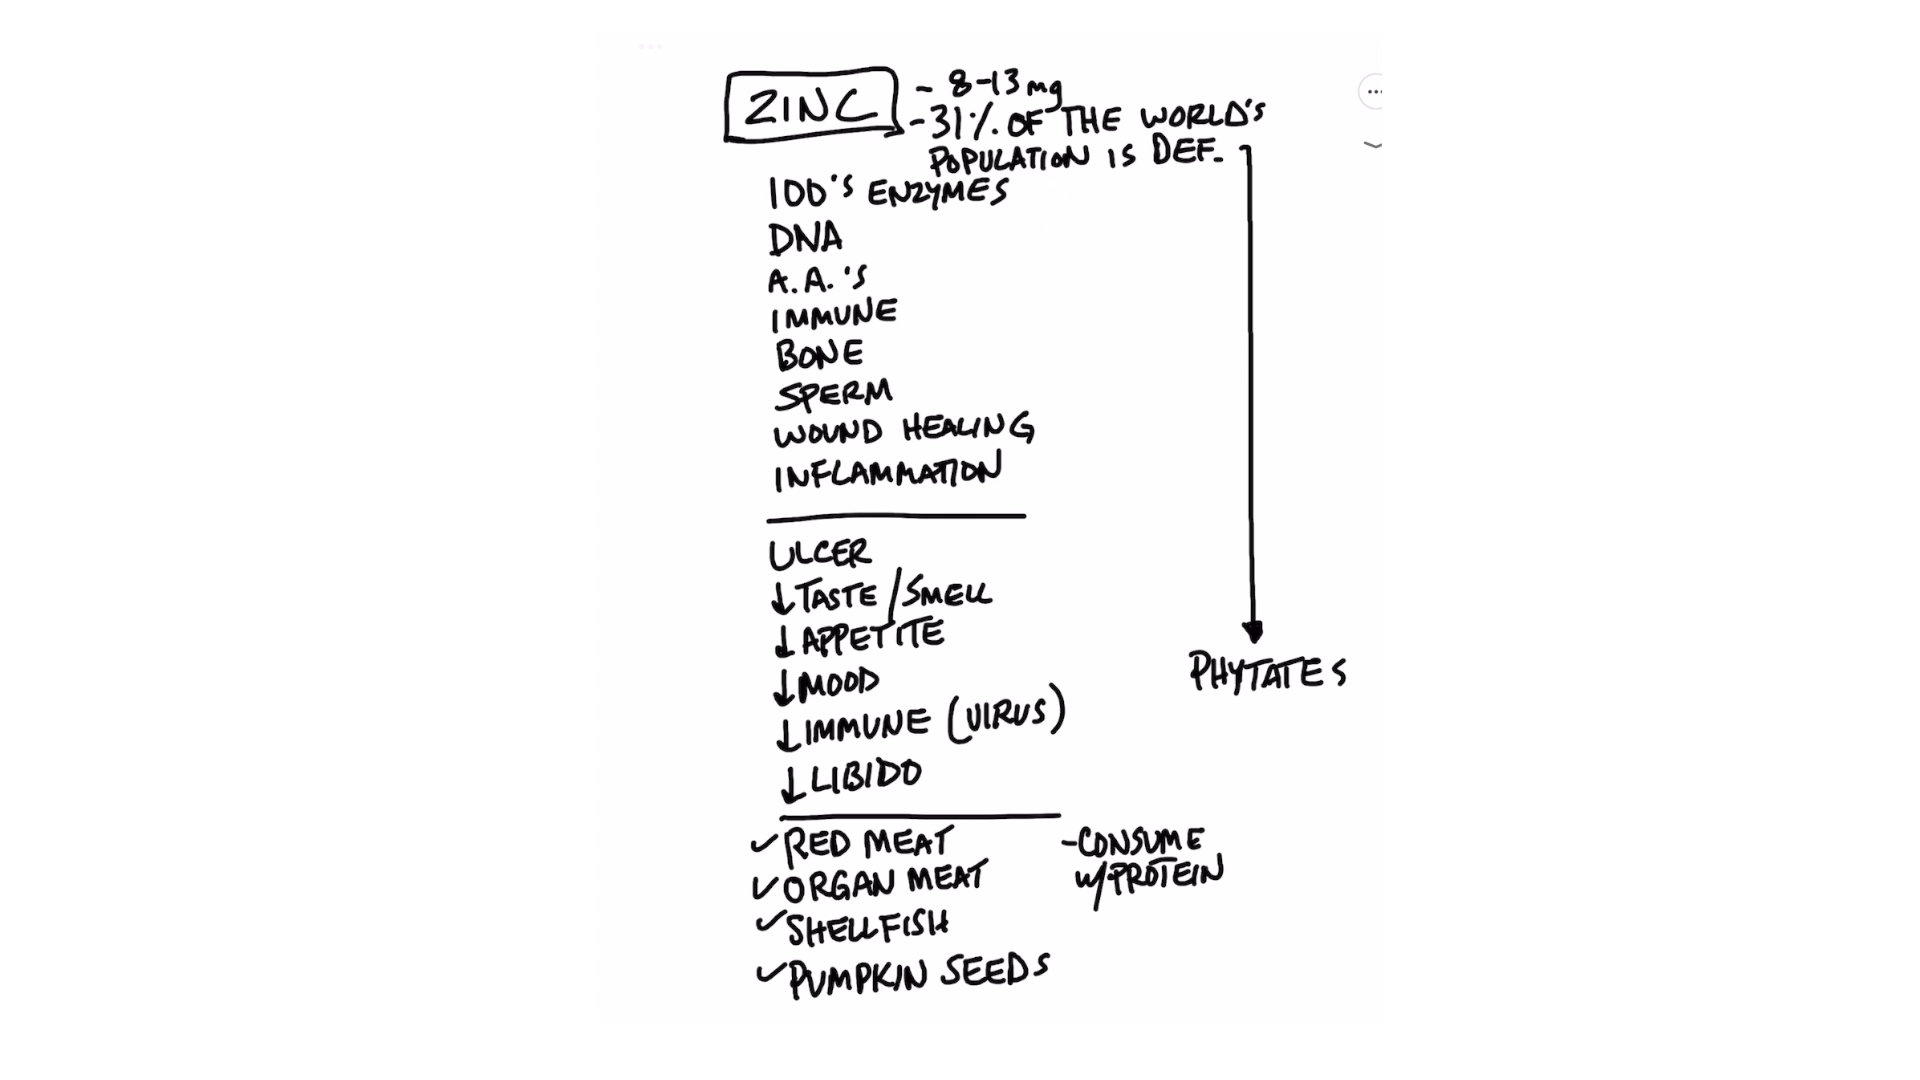 ZINC
- 8-13 mg
- 31% OF THE WORLD'S
POPULATION IS DEF.
100'S ENZYMES
DNA
A.A.'S
IMMUNE
BONE
SPERM
WOUND HEALING
INFLAMMATION
ULCER
↓ TASTE/SMELL
↓ APPETITE
↓ MOOD
↓ IMMUNE (VIRUS)
↓ LIBIDO
PHYTATES
✓ RED MEAT
✓ ORGAN MEAT
✓ SHELLFISH
✓ PUMPKIN SEEDS
- CONSUME
W/PROTEIN